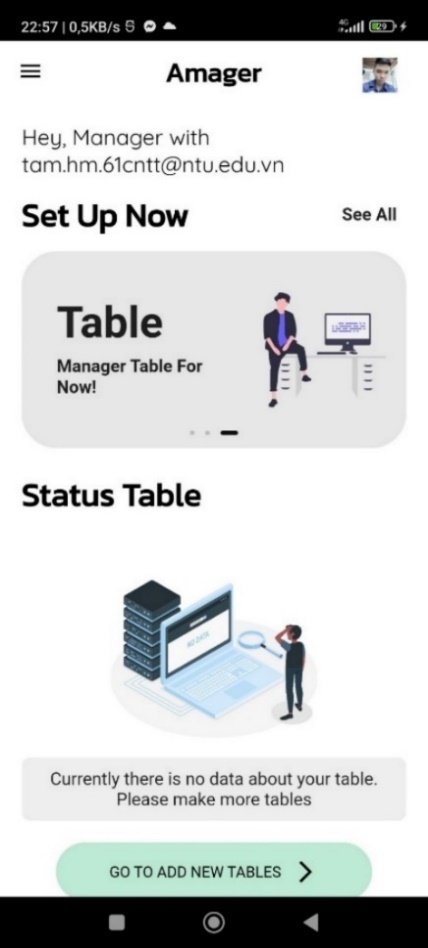 22:57 | 0,5KB/s
4G
29
Amager
Hey, Manager with
tam.hm.61cntt@ntu.edu.vn
Set Up Now
See All
Table
Manager Table For
Now!
Status Table
NO DATA
Currently there is no data about your table.
Please make more tables
GO TO ADD NEW TABLES